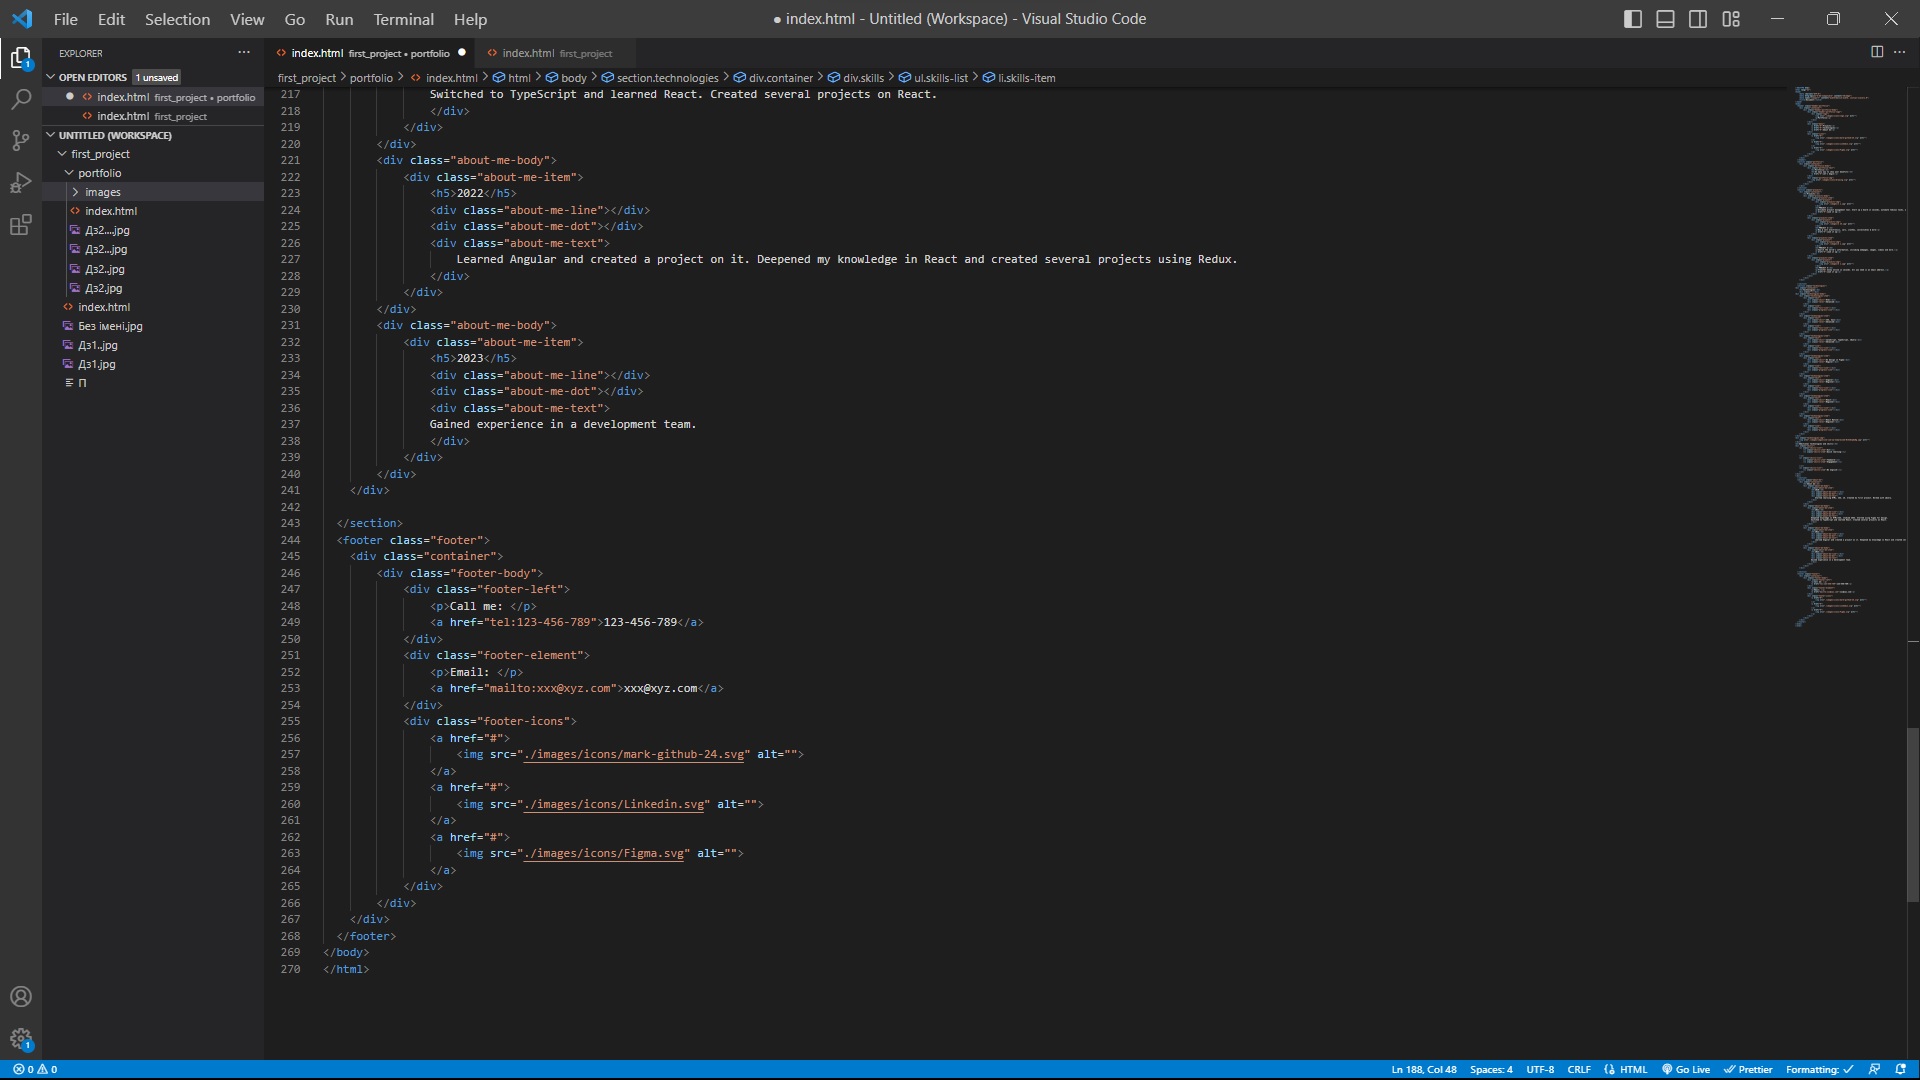 File Edit Selection View Go Run Terminal Help
● index.html - Untitled (Workspace) - Visual Studio Code
EXPLORER
index.html first_project • portfolio
index.html first_project
first_project > portfolio > index.html > html > body > section.technologies > div.container > div.skills > ul.skills-list > li.skills-item
OPEN EDITORS 1 unsaved
index.html first_project • portfolio
index.html first_project
UNTITLED (WORKSPACE)
first_project
portfolio
images
index.html
Дз2....jpg
Дз2...jpg
Дз2..jpg
Дз2.jpg
index.html
Без імені.jpg
Дз1..jpg
Дз1.jpg
П
217 Switched to TypeScript and learned React. Created several projects on React.
218 </div>
219 </div>
220 </div>
221 <div class="about-me-body">
222 <div class="about-me-item">
223 <h5>2022</h5>
224 <div class="about-me-line"></div>
225 <div class="about-me-dot"></div>
226 <div class="about-me-text">
227 Learned Angular and created a project on it. Deepened my knowledge in React and created several projects using Redux.
228 </div>
229 </div>
230 </div>
231 <div class="about-me-body">
232 <div class="about-me-item">
233 <h5>2023</h5>
234 <div class="about-me-line"></div>
235 <div class="about-me-dot"></div>
236 <div class="about-me-text">
237 Gained experience in a development team.
238 </div>
239 </div>
240 </div>
241 </div>
242
243 </section>
244 <footer class="footer">
245 <div class="container">
246 <div class="footer-body">
247 <div class="footer-left">
248 <p>Call me: </p>
249 <a href="tel:123-456-789">123-456-789</a>
250 </div>
251 <div class="footer-element">
252 <p>Email: </p>
253 <a href="mailto:xxx@xyz.com">xxx@xyz.com</a>
254 </div>
255 <div class="footer-icons">
256 <a href="#">
257 <img src="./images/icons/mark-github-24.svg" alt="">
258 </a>
259 <a href="#">
260 <img src="./images/icons/Linkedin.svg" alt="">
261 </a>
262 <a href="#">
263 <img src="./images/icons/Figma.svg" alt="">
264 </a>
265 </div>
266 </div>
267 </div>
268 </footer>
269 </body>
270 </html>
1
1
0 0
Ln 188, Col 48 Spaces: 4 UTF-8 CRLF HTML Go Live Prettier Formatting: ✓